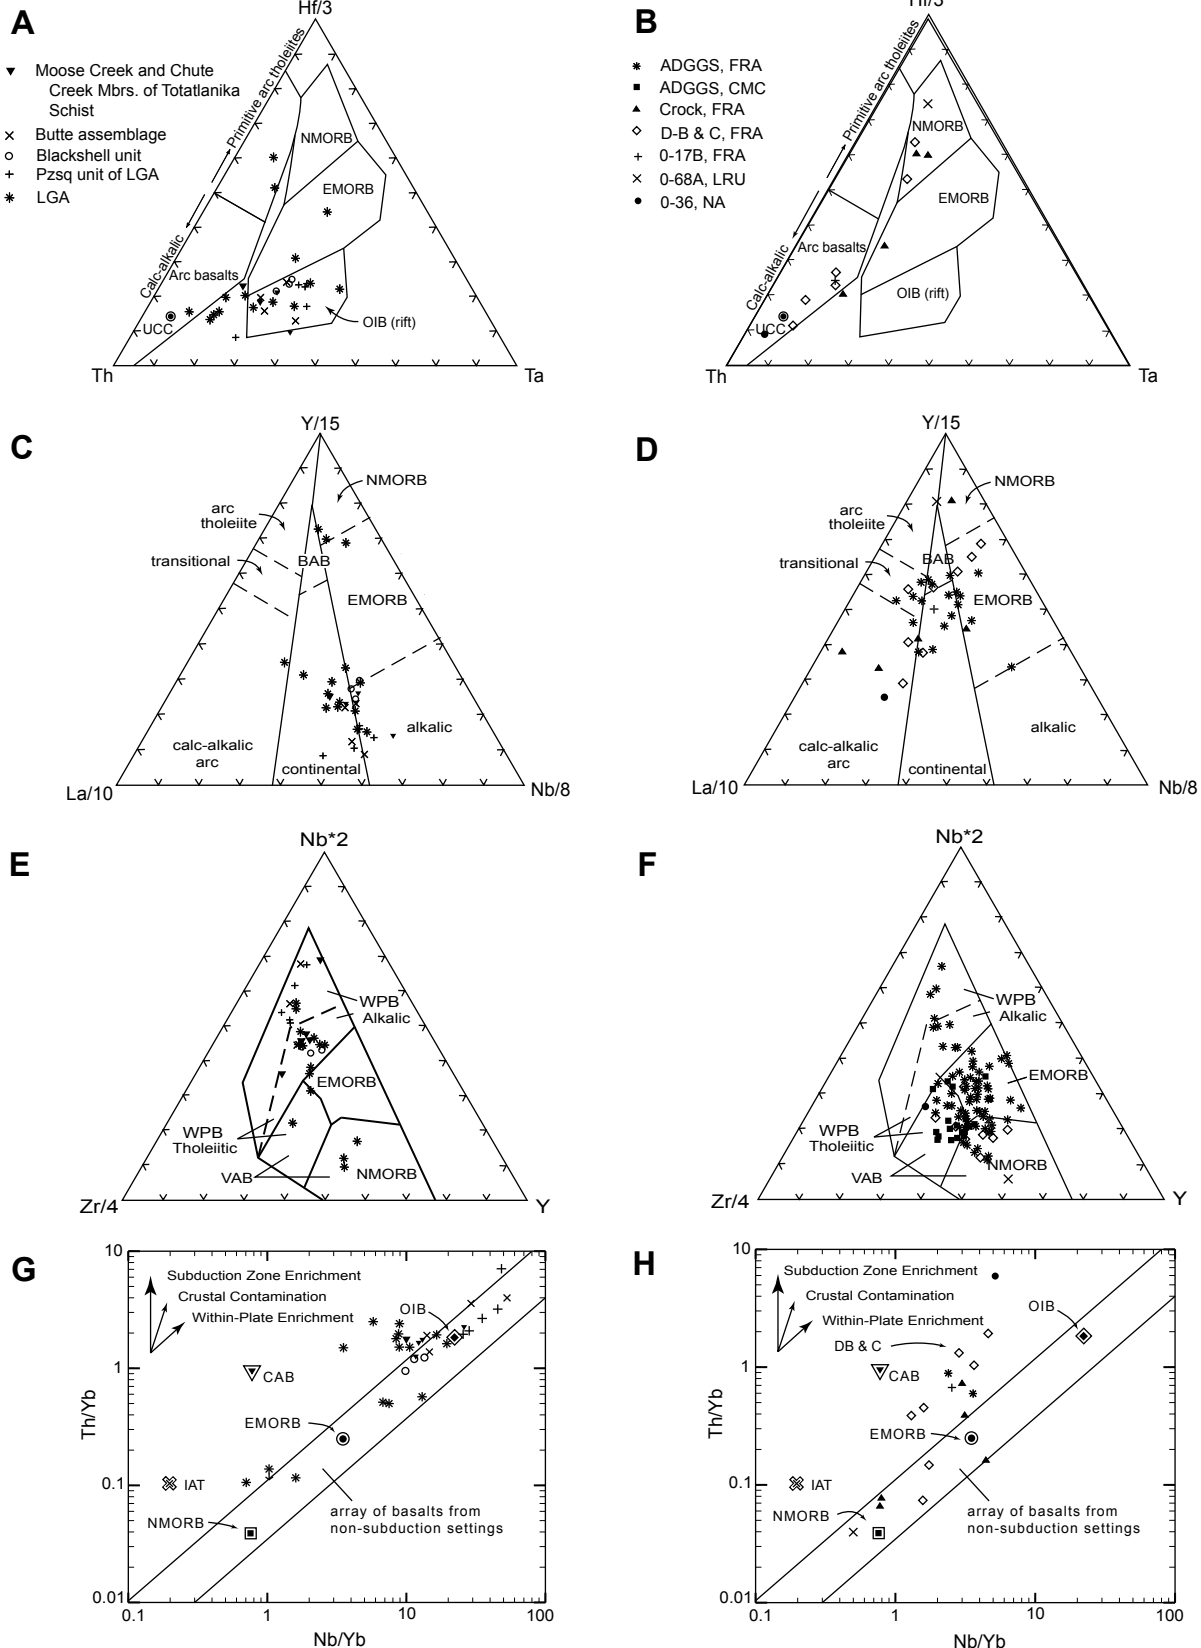 A
Hf/3
Moose Creek and Chute
Creek Mbrs. of Totatlanika
Schist
Butte assemblage
Blackshell unit
Pzsq unit of LGA
LGA
Primitive arc tholeiites
Calc-alkalic
NMORB
EMORB
Arc basalts
OIB (rift)
UCC
Th
Ta
B
Hf/3
ADGGS, FRA
ADGGS, CMC
Crock, FRA
D-B & C, FRA
0-17B, FRA
0-68A, LRU
0-36, NA
Primitive arc tholeiites
Calc-alkalic
NMORB
EMORB
Arc basalts
OIB (rift)
UCC
Th
Ta
C
Y/15
NMORB
arc
tholeiite
transitional
BAB
EMORB
calc-alkalic
arc
continental
alkalic
La/10
Nb/8
D
Y/15
NMORB
arc
tholeiite
transitional
BAB
EMORB
calc-alkalic
arc
continental
alkalic
La/10
Nb/8
E
Nb*2
WPB
Alkalic
EMORB
WPB
Tholeiitic
VAB
NMORB
Zr/4
Y
F
Nb*2
WPB
Alkalic
EMORB
WPB
Tholeiitic
VAB
NMORB
Zr/4
Y
G
10
Subduction Zone Enrichment
Crustal Contamination
Within-Plate Enrichment
OIB
1
CAB
Th/Yb
EMORB
0.1
IAT
NMORB
array of basalts from
non-subduction settings
0.01
0.1
1
10
100
Nb/Yb
H
10
Subduction Zone Enrichment
Crustal Contamination
Within-Plate Enrichment
OIB
DB & C
1
CAB
Th/Yb
EMORB
0.1
IAT
NMORB
array of basalts from
non-subduction settings
0.01
0.1
1
10
100
Nb/Yb